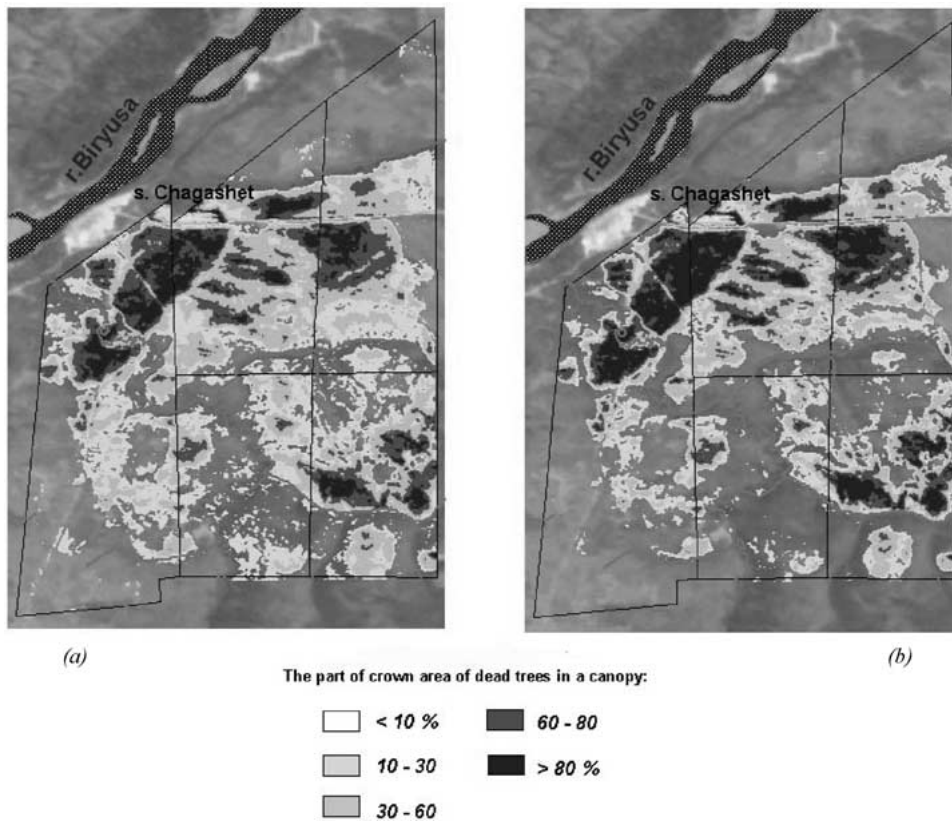 r.Biryusa
s. Chagashet
r.Biryusa
s. Chagashet
(a)
(b)
The part of crown area of dead trees in a canopy:
< 10 %
60 - 80
10 - 30
> 80 %
30 - 60